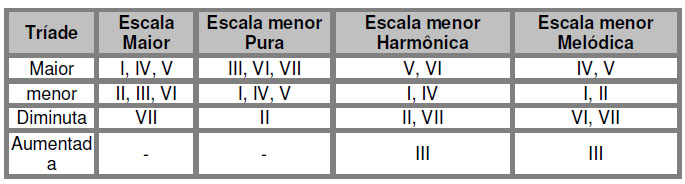 Tríade Escala Maior Escala menor Pura Escala menor Harmônica Escala menor Melódica
Maior I, IV, V III, VI, VII V, VI IV, V
menor II, III, VI I, IV, V I, IV I, II
Diminuta VII II II, VII VI, VII
Aumentad
a - - III III